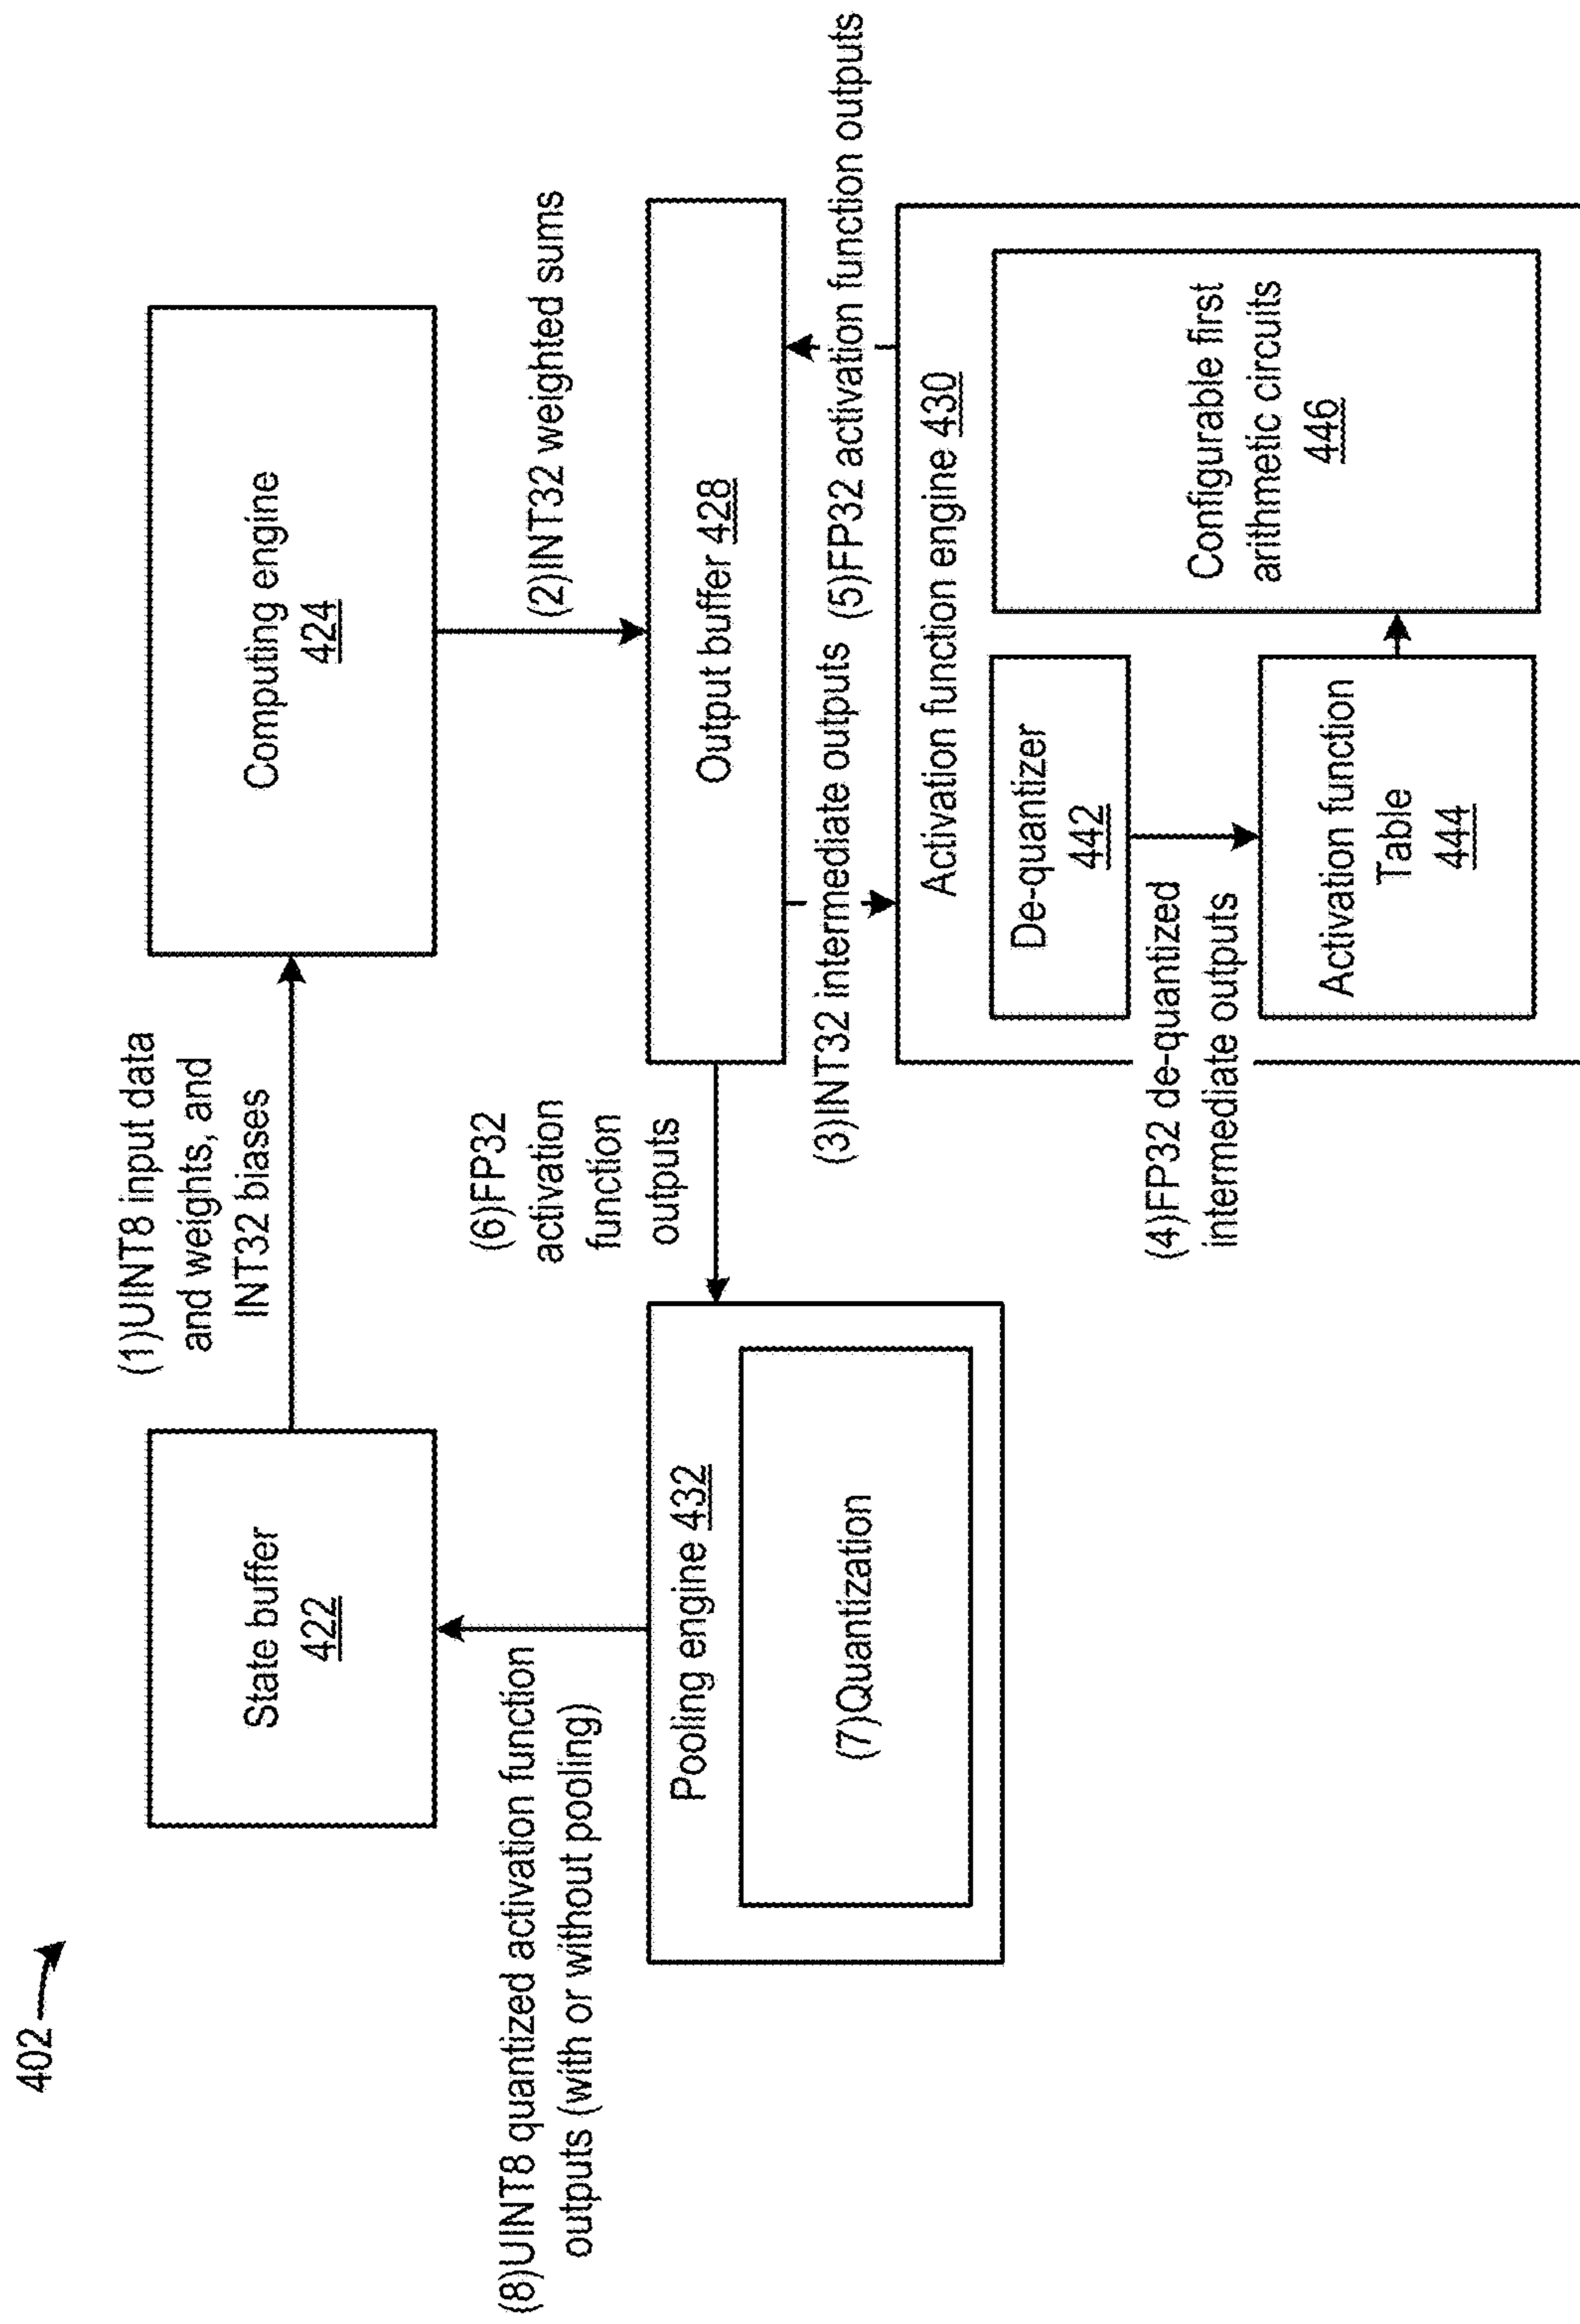 402
State buffer
422
(1)UINT8 input data
and weights, and
INT32 biases
Computing engine
424
(8)UINT8 quantized activation function
outputs (with or without pooling)
(6)FP32
activation
function
outputs
(2)INT32 weighted sums
Pooling engine 432
(7)Quantization
Output buffer 428
(3)INT32 intermediate outputs
(5)FP32 activation function outputs
Activation function engine 430
De-quantizer
442
(4)FP32 de-quantized
intermediate outputs
Activation function
Table
444
Configurable first
arithmetic circuits
446